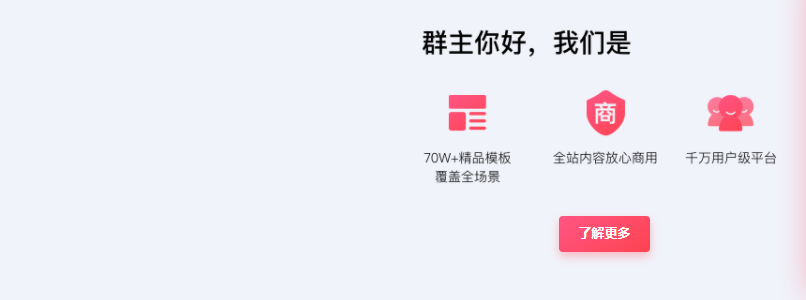 群主你好，我们是
商
70W+精品模板
覆盖全场景
全站内容放心商用
千万用户级平台
了解更多